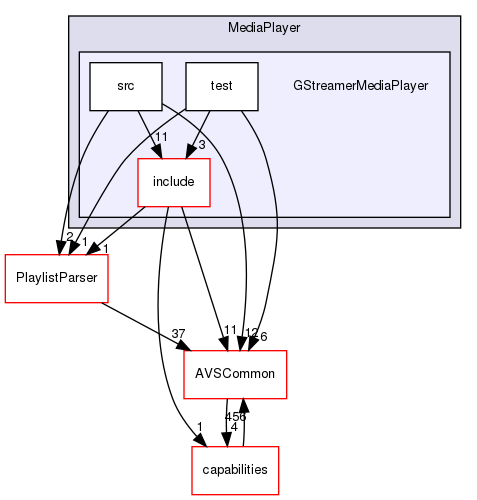 MediaPlayer
src
test
GStreamerMediaPlayer
11
3
include
2
1
1
PlaylistParser
37
11
12
6
AVSCommon
456
4
1
capabilities